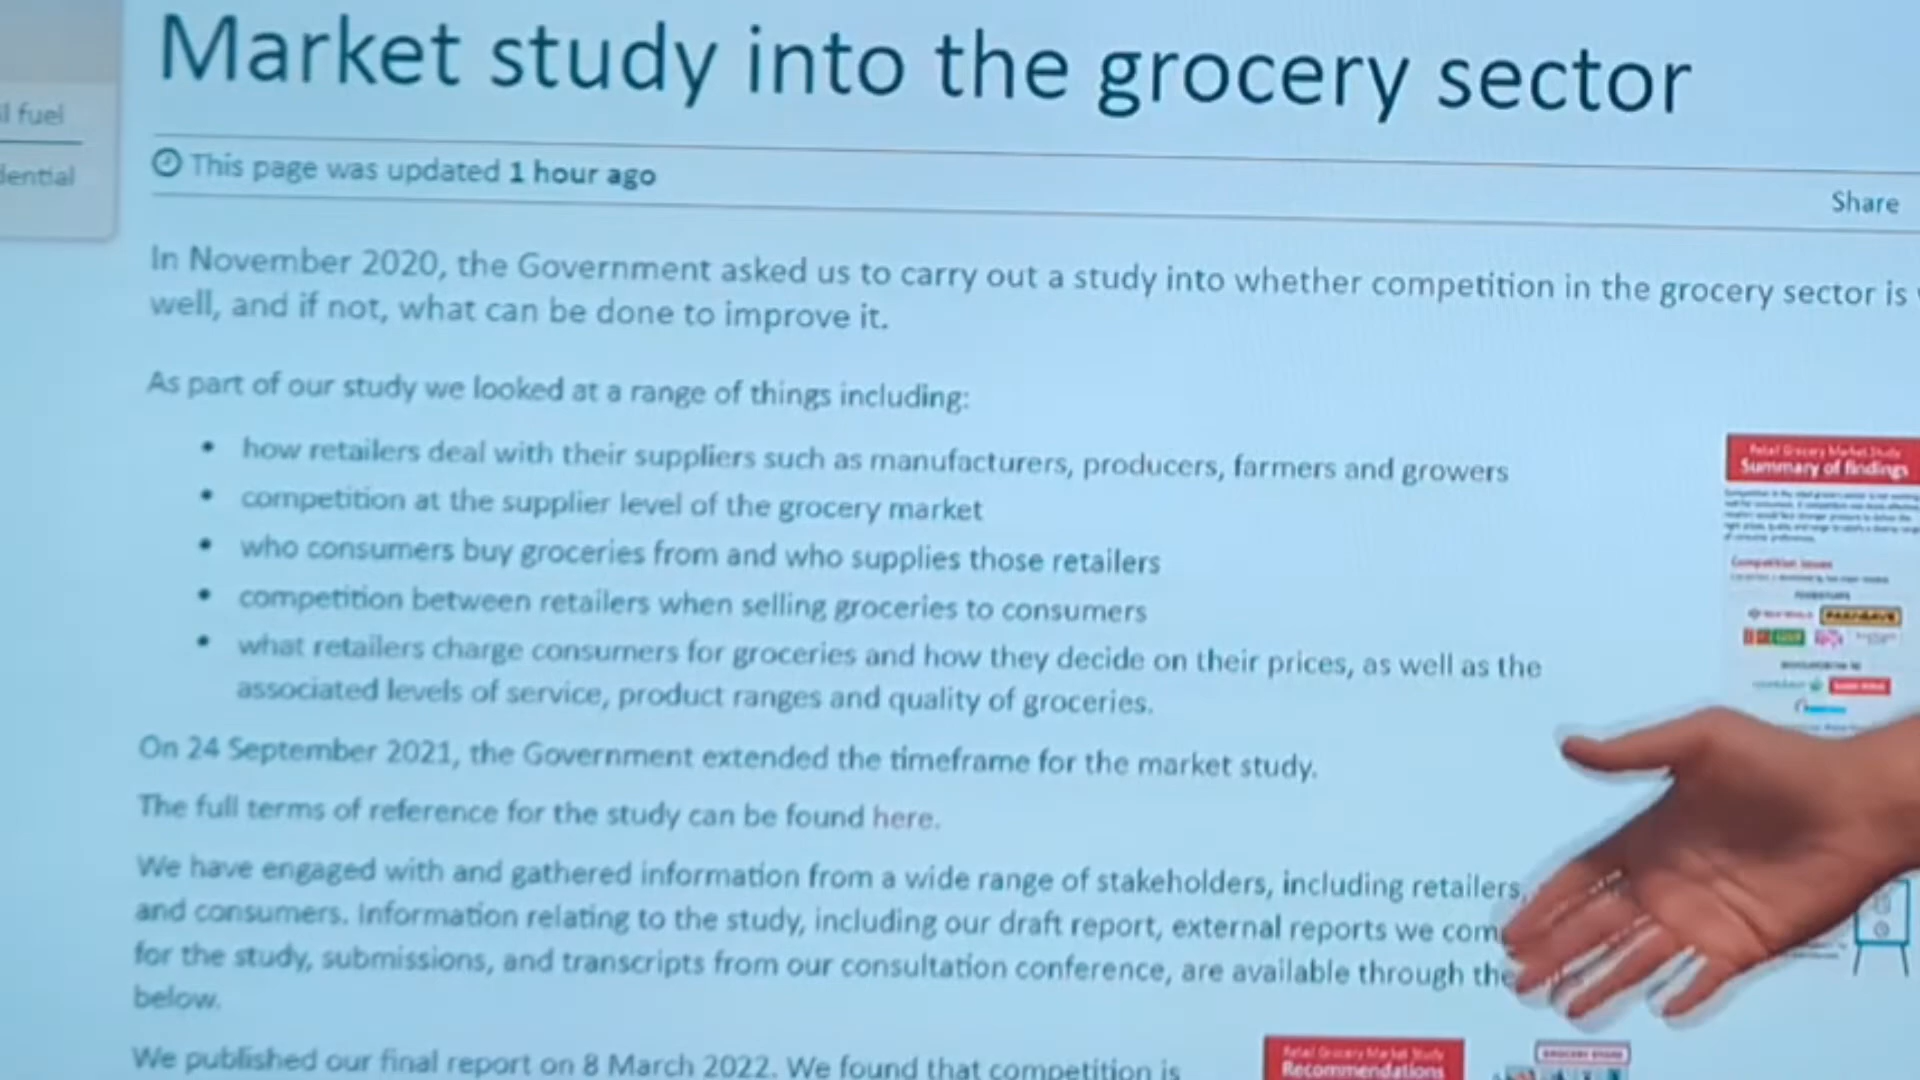 Market study into the grocery sector
l fuel
dential
This page was updated 1 hour ago
Share
In November 2020, the Government asked us to carry out a study into whether competition in the grocery sector is
well, and if not, what can be done to improve it.
As part of our study we looked at a range of things including:
• how retailers deal with their suppliers such as manufacturers, producers, farmers and growers
• competition at the supplier level of the grocery market
• who consumers buy groceries from and who supplies those retailers
• competition between retailers when selling groceries to consumers
• what retailers charge consumers for groceries and how they decide on their prices, as well as the
associated levels of service, product ranges and quality of groceries.
Retail Grocery Market Study
Summary of findings
Competition issues
On 24 September 2021, the Government extended the timeframe for the market study.
The full terms of reference for the study can be found here.
We have engaged with and gathered information from a wide range of stakeholders, including retailers,
and consumers. Information relating to the study, including our draft report, external reports we com
for the study, submissions, and transcripts from our consultation conference, are available through the
below.
We published our final report on 8 March 2022. We found that competition is
Retail Grocery Market Study
Recommendations